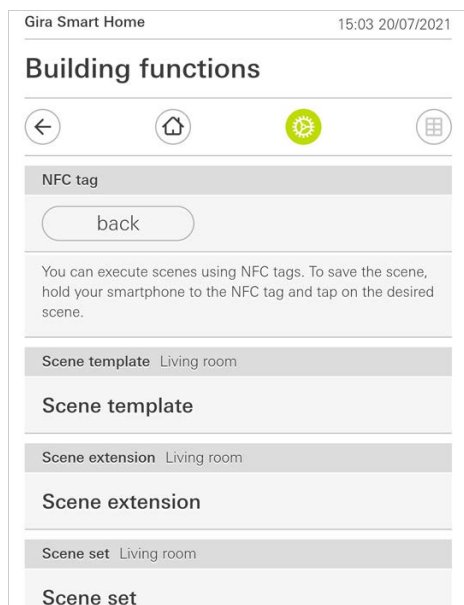 Gira Smart Home 15:03 20/07/2021
Building functions
NFC tag
back
You can execute scenes using NFC tags. To save the scene,
hold your smartphone to the NFC tag and tap on the desired
scene.
Scene template Living room
Scene template
Scene extension Living room
Scene extension
Scene set Living room
Scene set